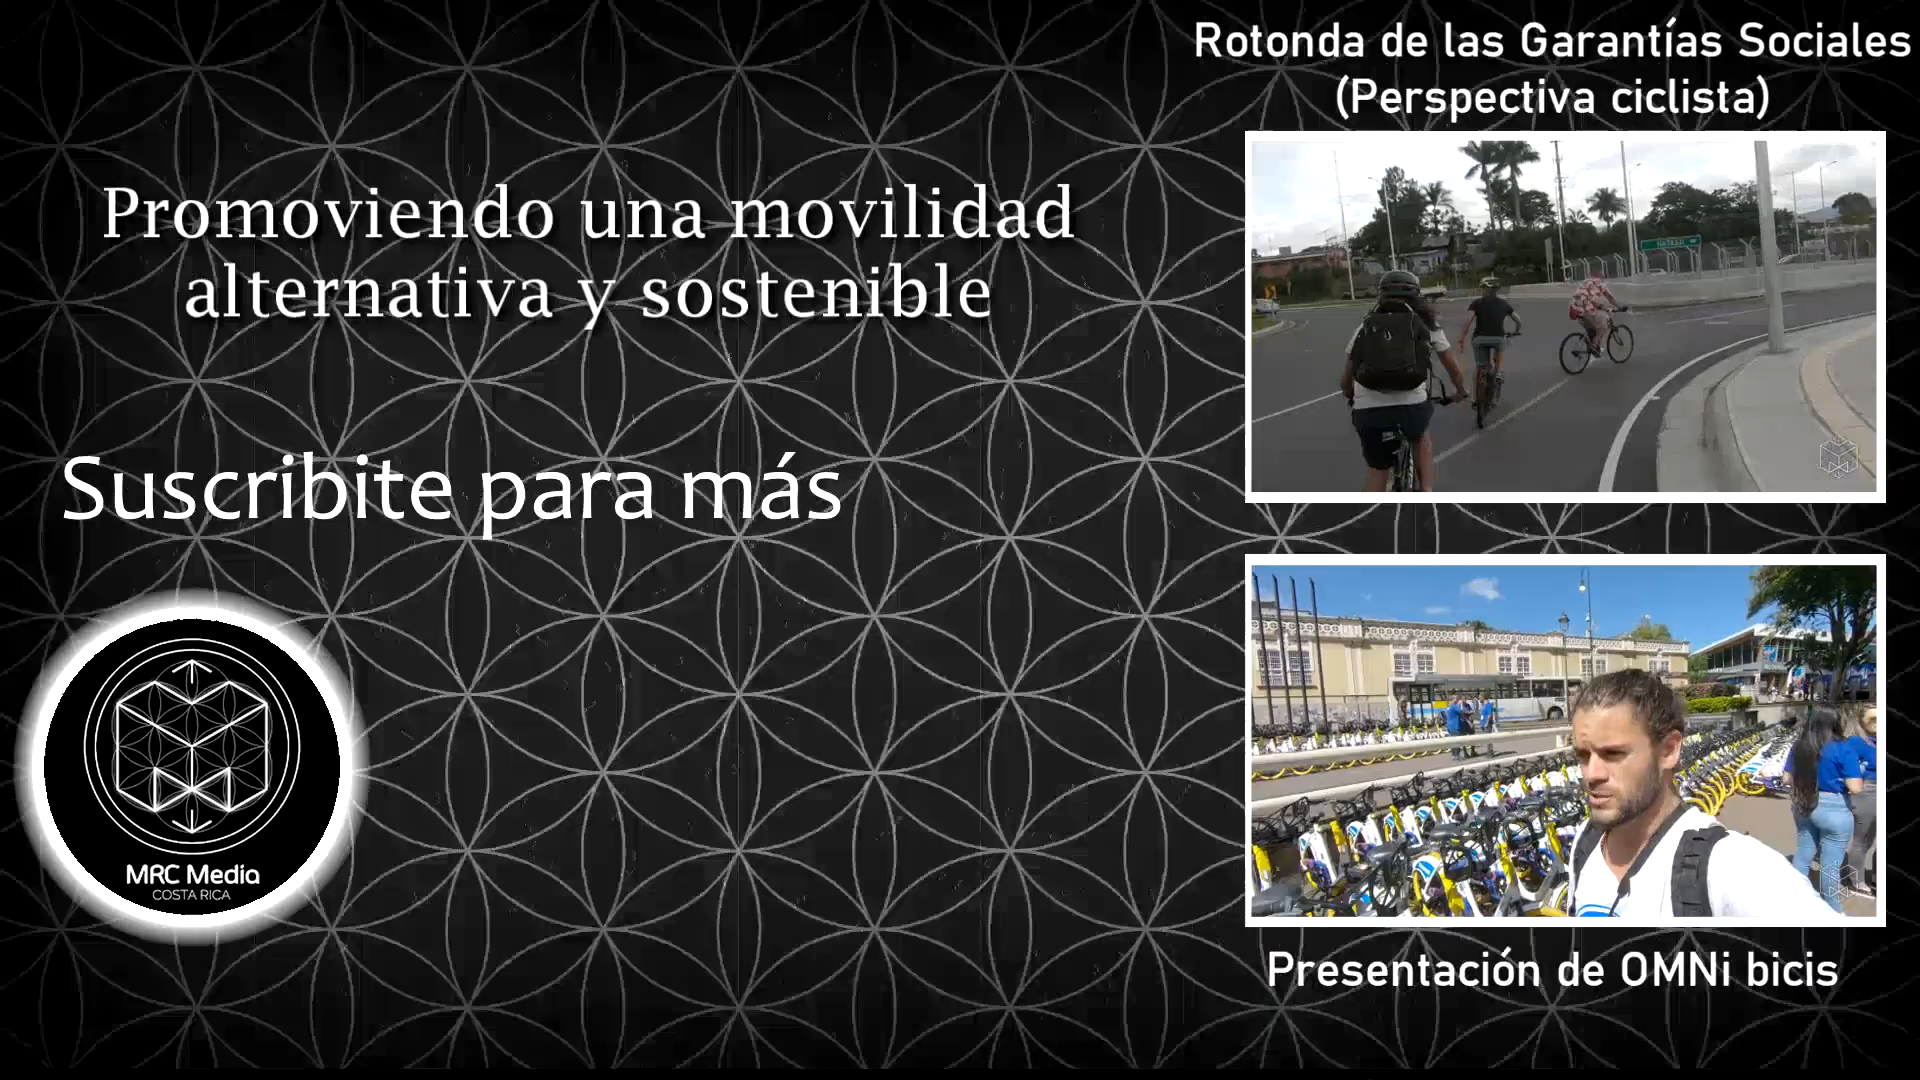 Rotonda de las Garantías Sociales
(Perspectiva ciclista)
Promoviendo una movilidad
alternativa y sostenible
HATILLO
Suscribite para más
MRC Media
COSTA RICA
Presentación de OMNi bicis